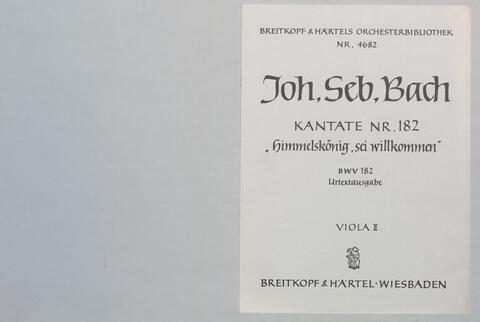 BREITKOPF & HÄRTELS ORCHESTERBIBLIOTHEK
NR. 4682
Joh. Seb. Bach
KANTATE NR. 182
„Himmelskönig, sei willkommen"
BWV 182
Urtextausgabe
VIOLA II
BREITKOPF & HÄRTEL · WIESBADEN